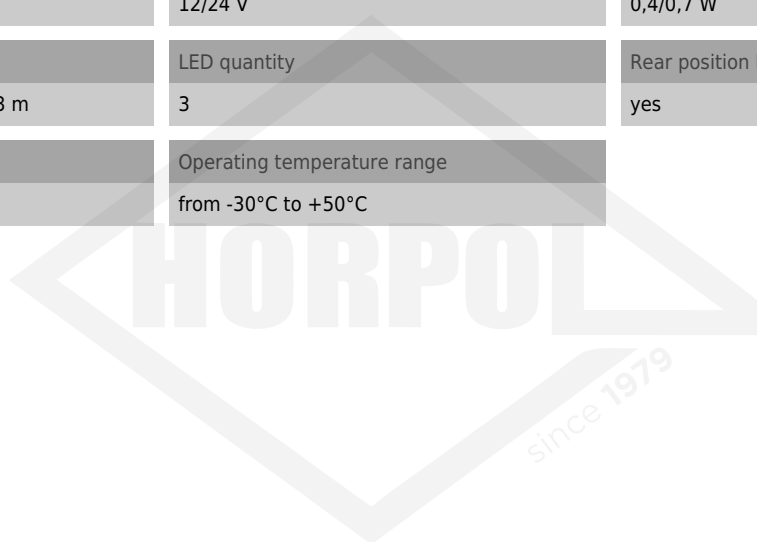 12/24 V
0,4/0,7 W
LED quantity
Rear position
3 m
3
yes
Operating temperature range
from -30°C to +50°C
HORPOL
since 1979